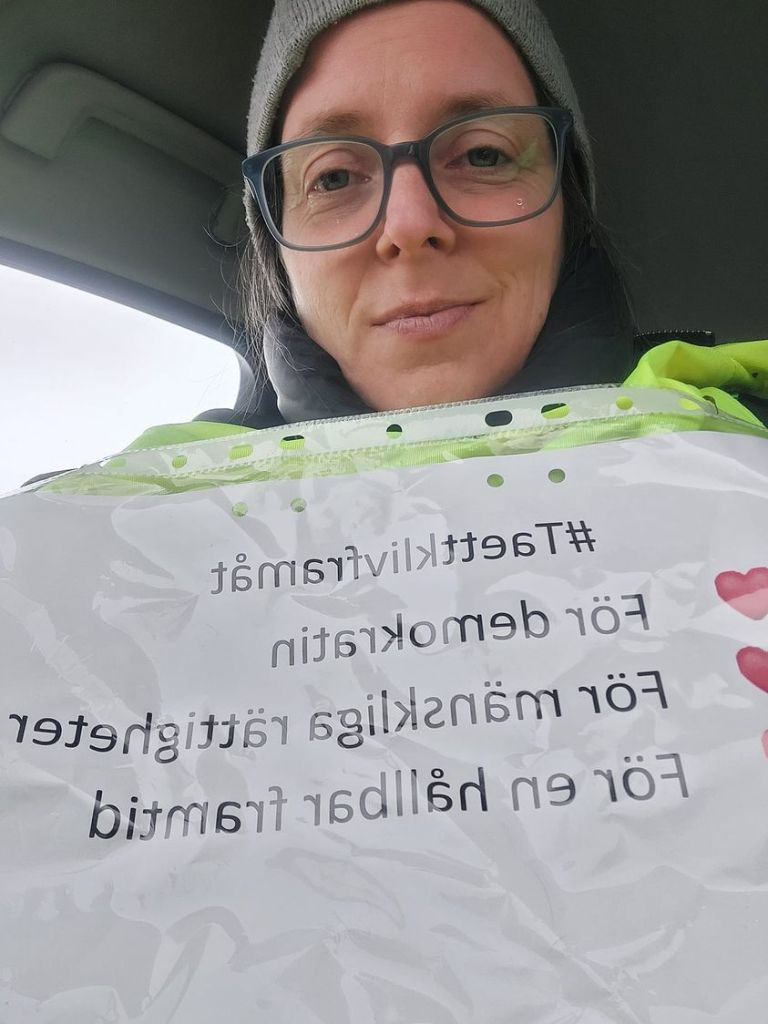 #Taettklivframåt
För demokratin
För mänskliga rättigheter
För en hållbar framtid